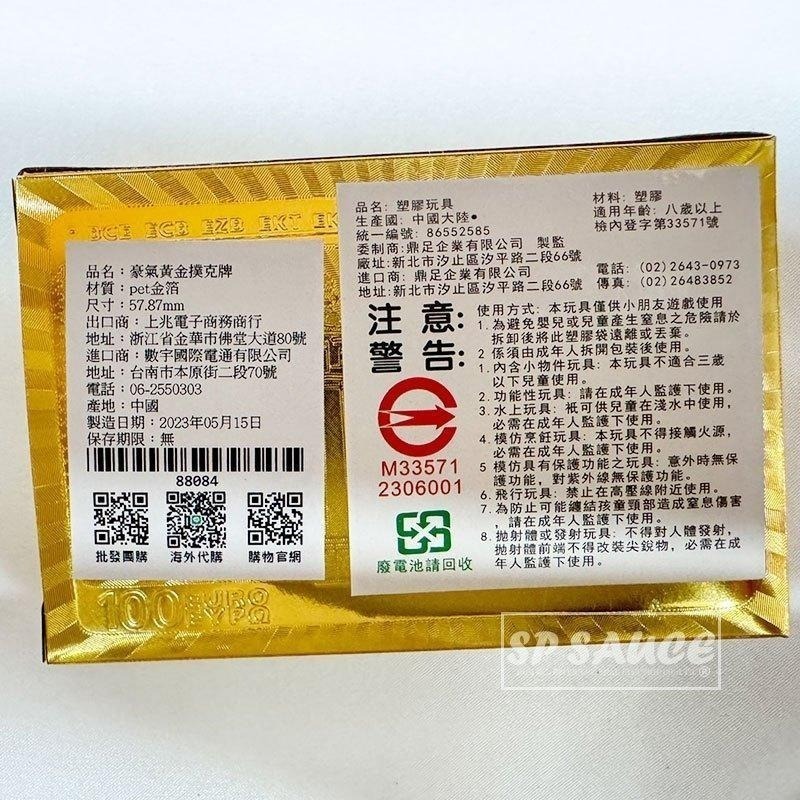 BCE ECB EZB EKT EK
品名：豪氣黃金撲克牌
材質：pet金箔
尺寸：57.87mm
出口商：上兆電子商務商行
地址：浙江省金華市佛堂大道80號
進口商：數宇國際電通有限公司
地址：台南市本原街二段70號
電話：06-2550303
產地：中國
製造日期：2023年05月15日
保存期限：無
88084
批發團購
海外代購
購物官網
100 EURO
EYPΩ
品名：塑膠玩具
材料：塑膠
生產國：中國大陸●
適用年齡：八歲以上
統一編號：86552585
檢內登字第33571號
委制商：鼎足企業有限公司 製監
廠址：新北市汐止區汐平路二段66號
電話：(02)2643-0973
進口商：鼎足企業有限公司
傳真：(02)26483852
地址：新北市汐止區汐平路二段66號
注意：
警告：
M33571
2306001
廢電池請回收
使用方式：本玩具僅供小朋友遊戲使用
1.為避免嬰兒或兒童產生窒息之危險請於
拆卸後將此塑膠袋遠離或丟棄。
2 係須由成年人拆開包裝後使用。
1.內含小物件玩具：本玩具不適合三歲
以下兒童使用。
2.功能性玩具：請在成年人監護下使用。
3.水上玩具：衹可供兒童在淺水中使用，
必需在成年人監護下使用。
4.模仿烹飪玩具：本玩具不得接觸火源，
必需在成年人監護下使用。
5 模仿具有保護功能之玩具：意外時無保
護功能，對紫外線無保護功能。
6.飛行玩具：禁止在高壓線附近使用。
7.為防止可能纏結孩童頸部造成窒息傷害
，請在成年人監護下使用。
8.拋射體或發射玩具：不得對人體發射，
拋射體前端不得改裝尖銳物，必需在成
年人監護下使用。
SP SAUCE
®